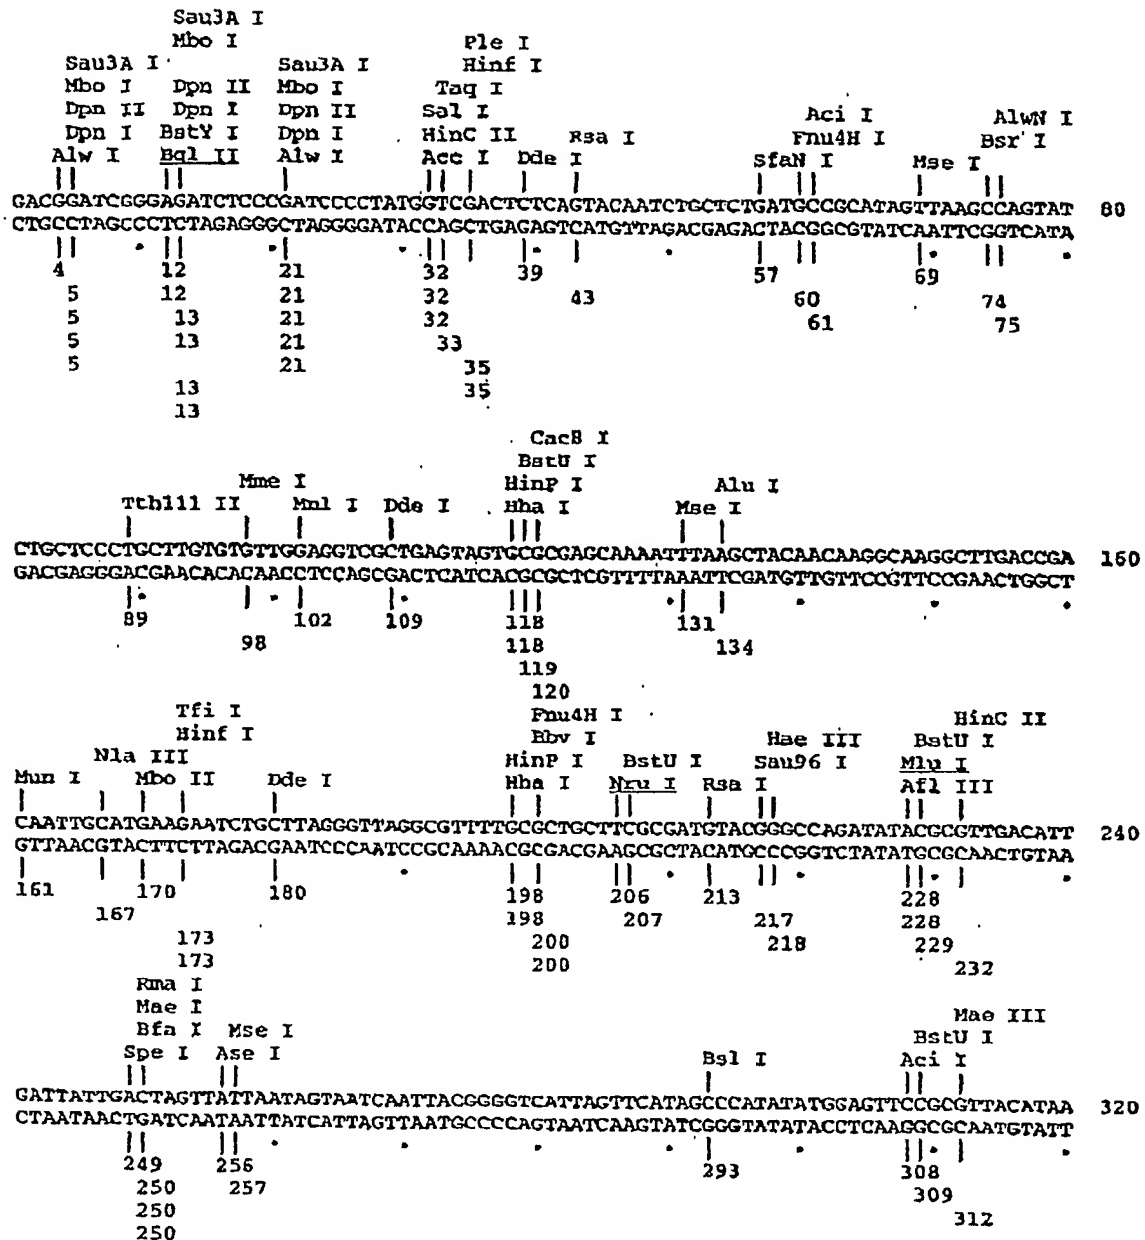 Sau3A I
Mbo I Ple I
Sau3A I Sau3A I Hinf I
Mbo I Dpn II Mbo I Taq I
Dpn II Dpn I Dpn II Sal I Aci I AlwN I
Dpn I BstY I Dpn I HinC II Rsa I Fnu4H I Bsr I
Alw I Bgl II Alw I Acc I Dde I SfaN I Mse I
GACGGATCGGGAGATCTCCCGATCCCCTATGGTCGACTCTCAGTACAATCTGCTCTGATGCCGCATAGTTAAGCCAGTAT 80
CTGCCTAGCCCTCTAGAGGGCTAGGGGATACCAGCTGAGAGTCATGTTAGACGAGACTACGGCGTATCAATTCGGTCATA
4 12 21 32 39 57 69
5 12 21 32 43 60 74
5 13 21 32 61 75
5 13 21 33
5 21 35
13 35
13
Cac8 I
BstU I
Mme I HinP I Alu I
Tth111 II Mnl I Dde I Hha I Mse I
CTGCTCCCTGCTTGTGTGTTGGAGGTCGCTGAGTAGTGCGCGAGCAAAATTTAAGCTACAACAAGGCAAGGCTTGACCGA 160
GACGAGGGACGAACACACAACCTCCAGCGACTCATCACGCGCTCGTTTTAAATTCGATGTTGTTCCGTTCCGAACTGGCT
89 102 109 118 131
98 118 134
119
120
Tfi I Fnu4H I HinC II
Hinf I Bbv I Hae III BstU I
Nla III HinP I BstU I Sau96 I Mlu I
Mun I Mbo II Dde I Hha I Nru I Rsa I Afl III
CAATTGCATGAAGAATCTGCTTAGGGTTAGGCGTTTTGCGCTGCTTCGCGATGTACGGGCCAGATATACGCGTTGACATT 240
GTTAACGTACTTCTTAGACGAATCCCAATCCGCAAAACGCGACGAAGCGCTACATGCCCGGTCTATATGCGCAACTGTAA
161 170 180 198 206 213 228
167 198 207 217 228
173 200 218 229
173 200 232
Rma I
Mae I Mae III
Bfa I Mse I BstU I
Spe I Ase I Bsl I Aci I
GATTATTGACTAGTTATTAATAGTAATCAATTACGGGGTCATTAGTTCATAGCCCATATATGGAGTTCCGCGTTACATAA 320
CTAATAACTGATCAATAATTATCATTAGTTAATGCCCCAGTAATCAAGTATCGGGTATATACCTCAAGGCGCAATGTATT
249 256 293 308
250 257 309
250 312
250